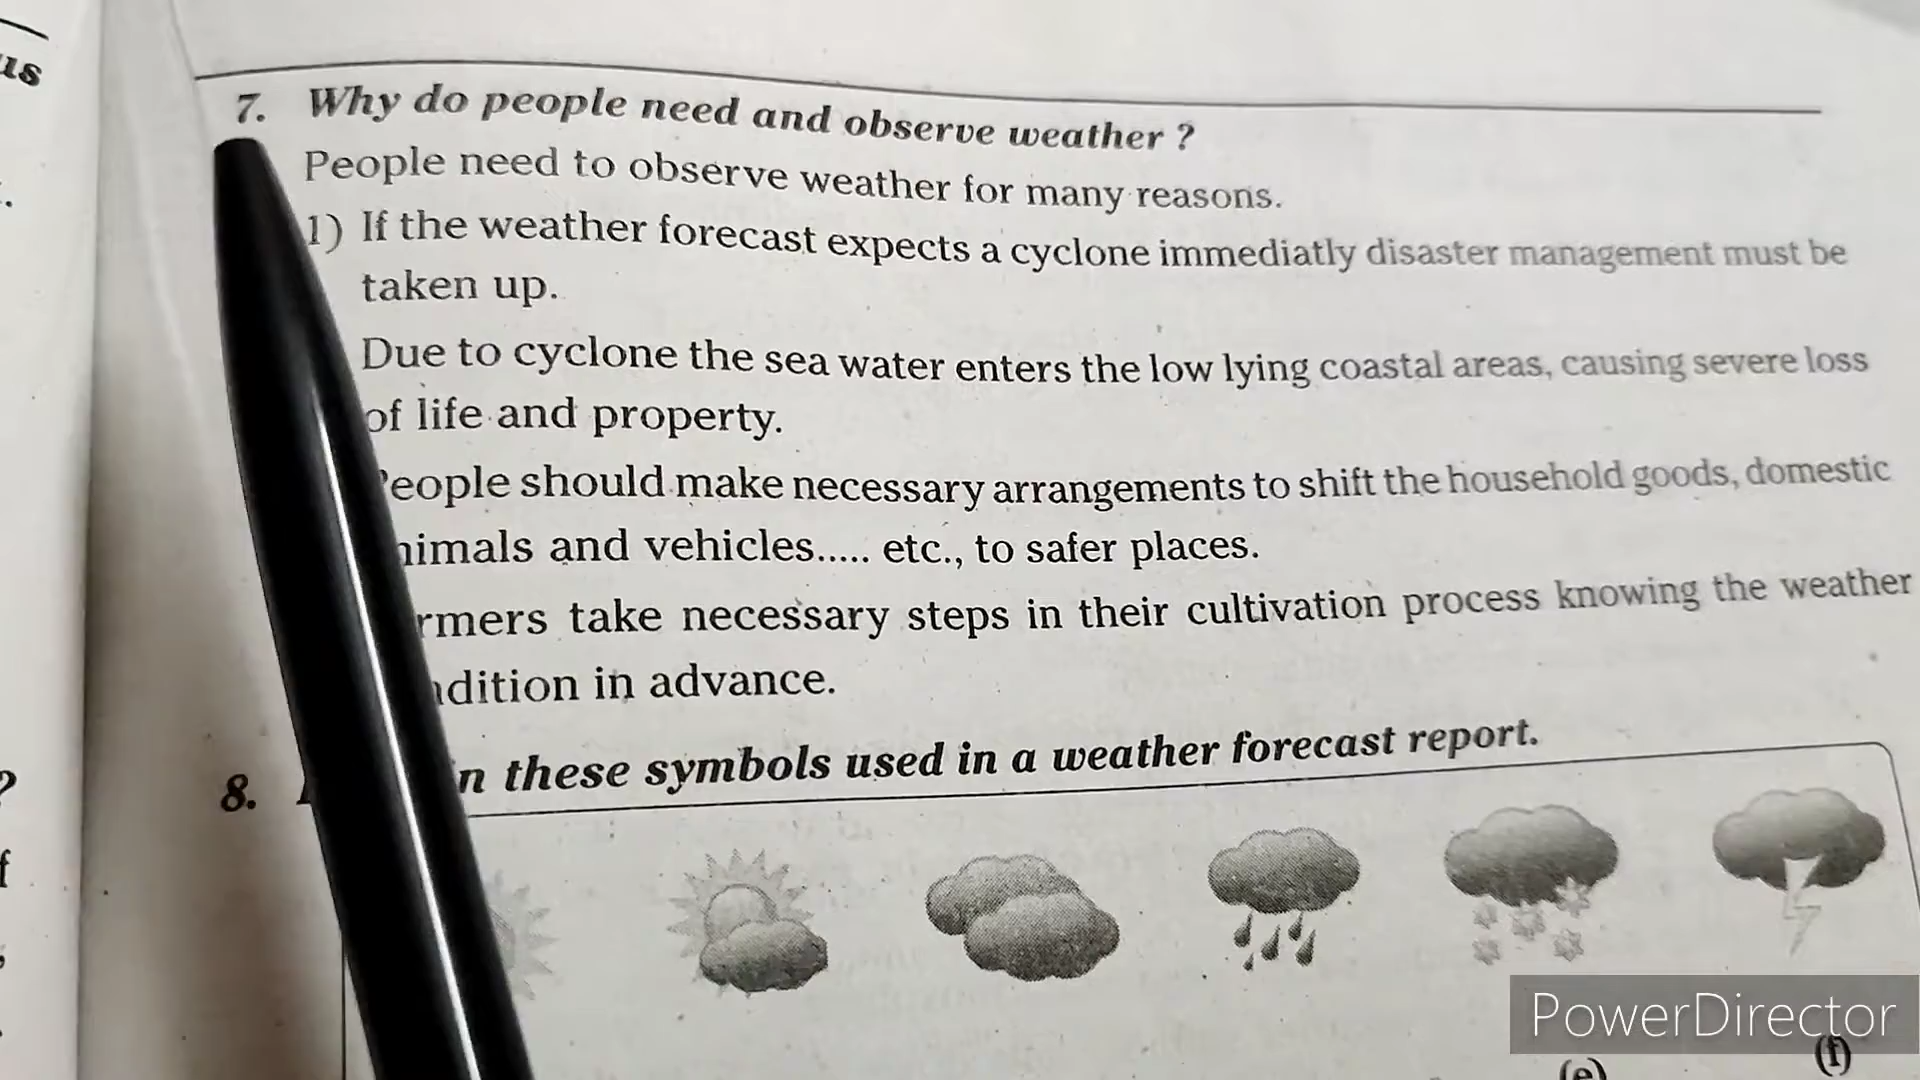 us
7. Why do people need and observe weather ?
People need to observe weather for many reasons.
1) If the weather forecast expects a cyclone immediatly disaster management must be
taken up.
Due to cyclone the sea water enters the low lying coastal areas, causing severe loss
of life and property.
eople should make necessary arrangements to shift the household goods, domestic
nimals and vehicles..... etc., to safer places.
rmers take necessary steps in their cultivation process knowing the weather
dition in advance.
8. n these symbols used in a weather forecast report.
?
f
PowerDirector
(e) (f)